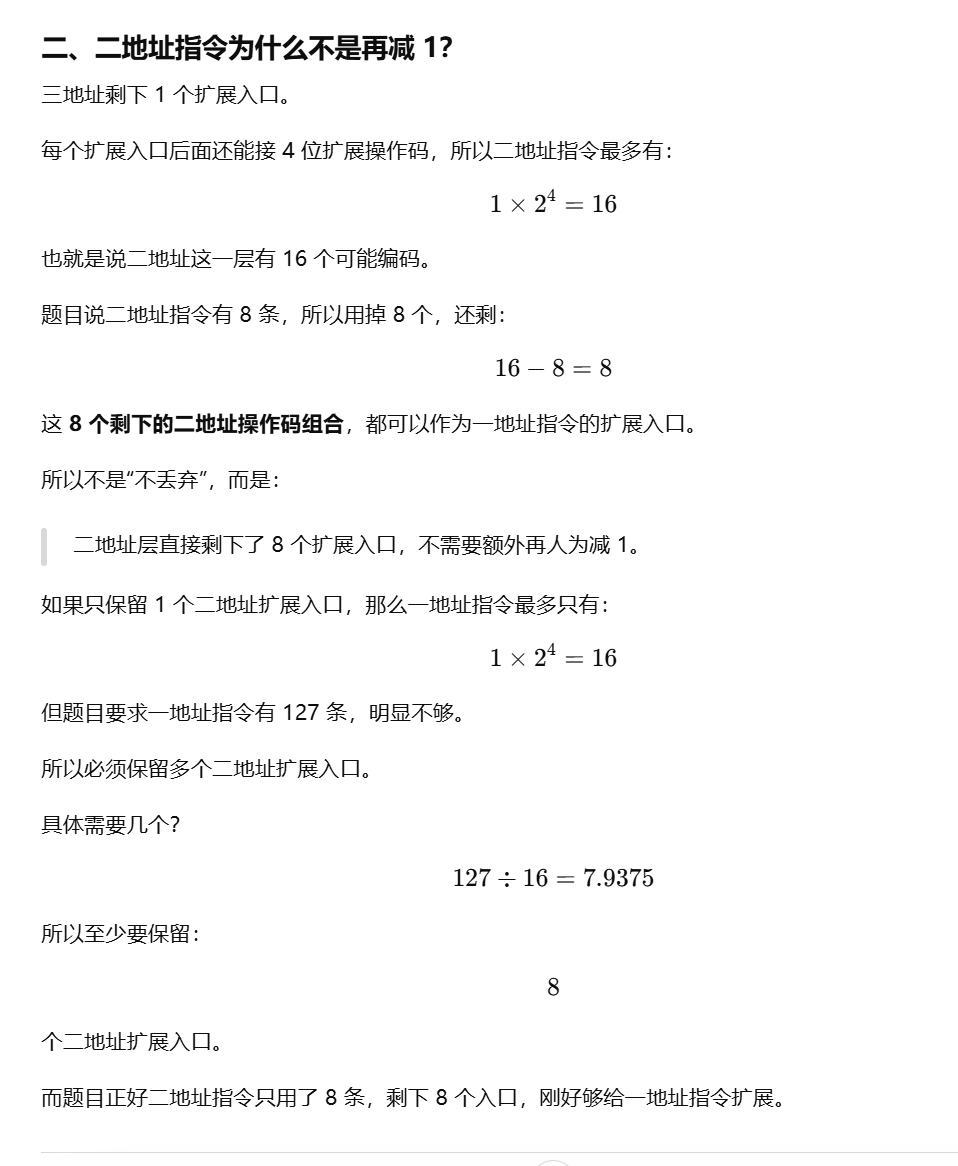 二、二地址指令为什么不是再减 1?
三地址剩下 1 个扩展入口。
每个扩展入口后面还能接 4 位扩展操作码，所以二地址指令最多有：
1 × 2⁴ = 16
也就是说二地址这一层有 16 个可能编码。
题目说二地址指令有 8 条，所以用掉 8 个，还剩：
16 − 8 = 8
这 8 个剩下的二地址操作码组合，都可以作为一地址指令的扩展入口。
所以不是“不丢弃”，而是：
二地址层直接剩下了 8 个扩展入口，不需要额外再人为减 1。
如果只保留 1 个二地址扩展入口，那么一地址指令最多只有：
1 × 2⁴ = 16
但题目要求一地址指令有 127 条，明显不够。
所以必须保留多个二地址扩展入口。
具体需要几个?
127 ÷ 16 = 7.9375
所以至少要保留：
8
个二地址扩展入口。
而题目正好二地址指令只用了 8 条，剩下 8 个入口，刚好够给一地址指令扩展。